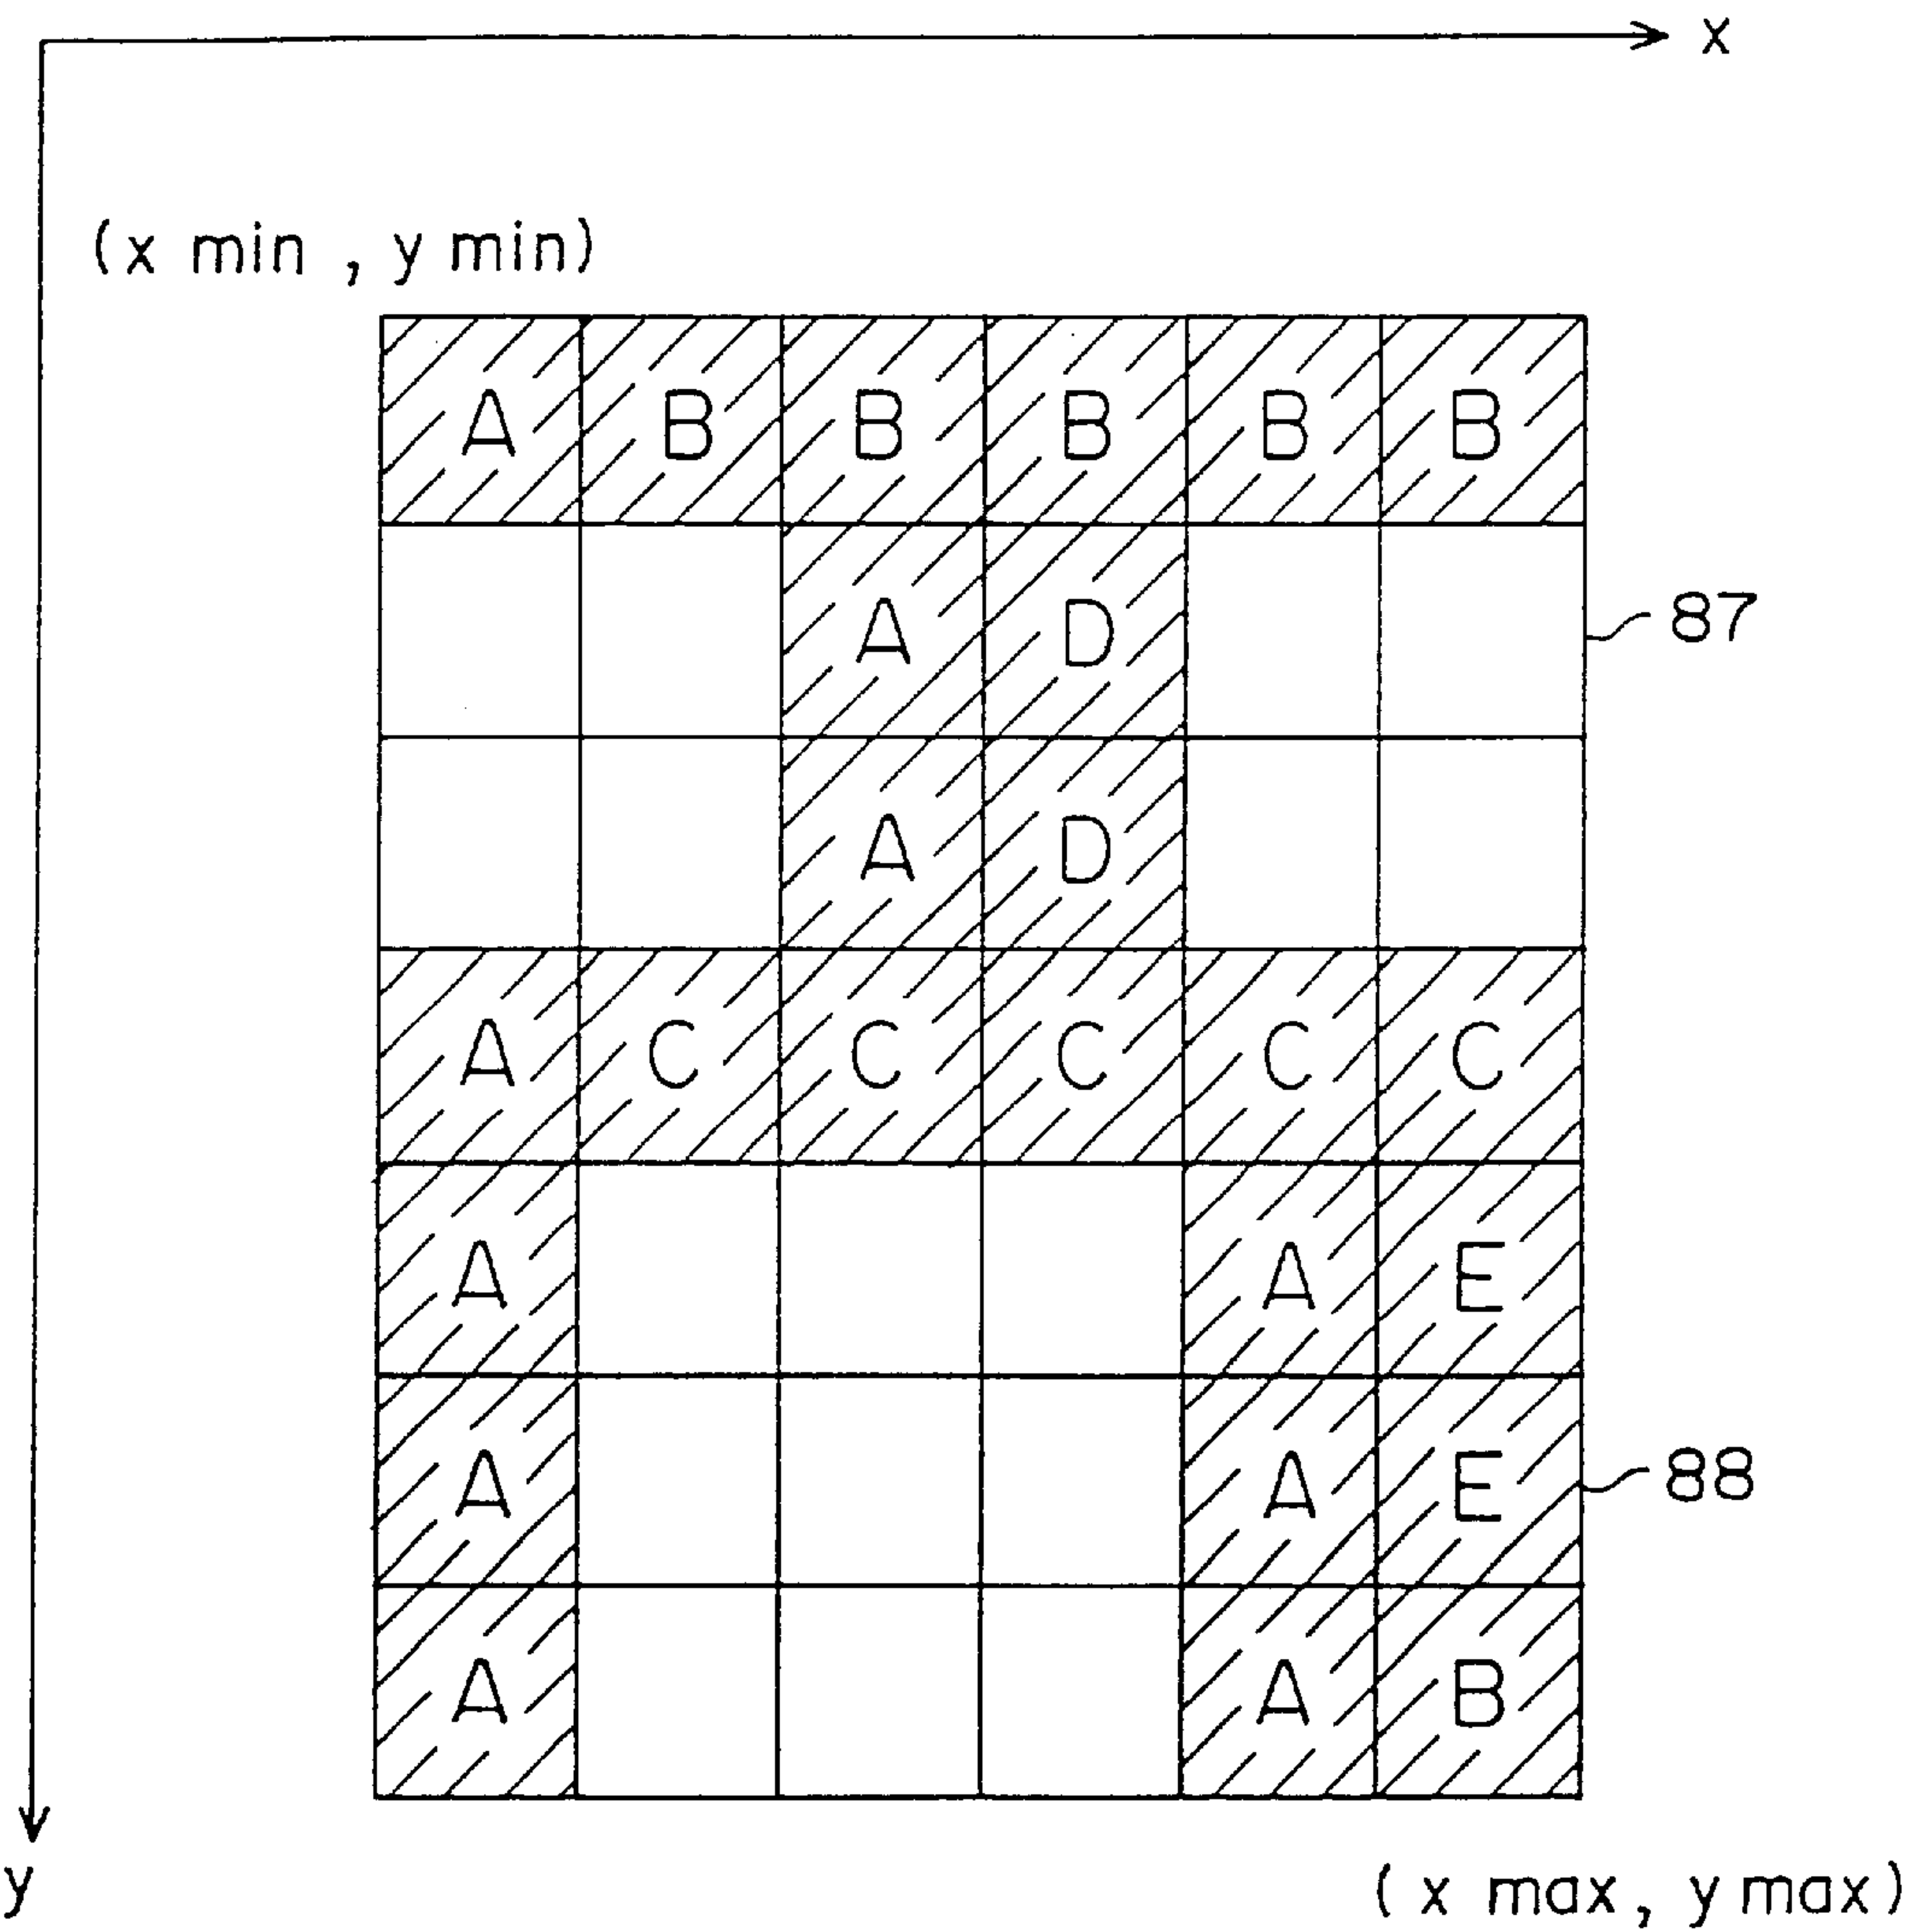 x
(x min , y min)
A B B B B B
A D 87
A D
A C C C C C
A A E
A A E 88
A A B
y
(x max, y max)